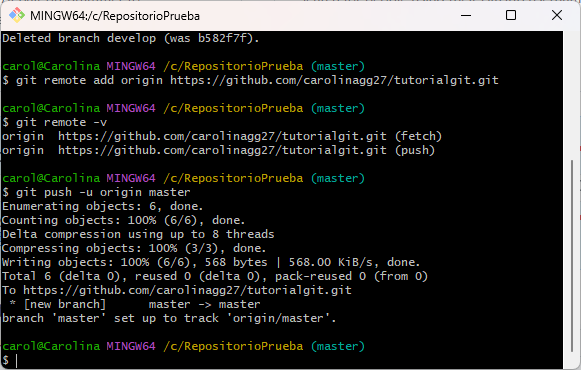 MINGW64:/c/RepositorioPrueba
Deleted branch develop (was b582f7f).
carol@Carolina MINGW64 /c/RepositorioPrueba (master)
$ git remote add origin https://github.com/carolinagg27/tutorialgit.git
carol@Carolina MINGW64 /c/RepositorioPrueba (master)
$ git remote -v
origin  https://github.com/carolinagg27/tutorialgit.git (fetch)
origin  https://github.com/carolinagg27/tutorialgit.git (push)
carol@Carolina MINGW64 /c/RepositorioPrueba (master)
$ git push -u origin master
Enumerating objects: 6, done.
Counting objects: 100% (6/6), done.
Delta compression using up to 8 threads
Compressing objects: 100% (3/3), done.
Writing objects: 100% (6/6), 568 bytes | 568.00 KiB/s, done.
Total 6 (delta 0), reused 0 (delta 0), pack-reused 0 (from 0)
To https://github.com/carolinagg27/tutorialgit.git
 * [new branch]      master -> master
branch 'master' set up to track 'origin/master'.
carol@Carolina MINGW64 /c/RepositorioPrueba (master)
$